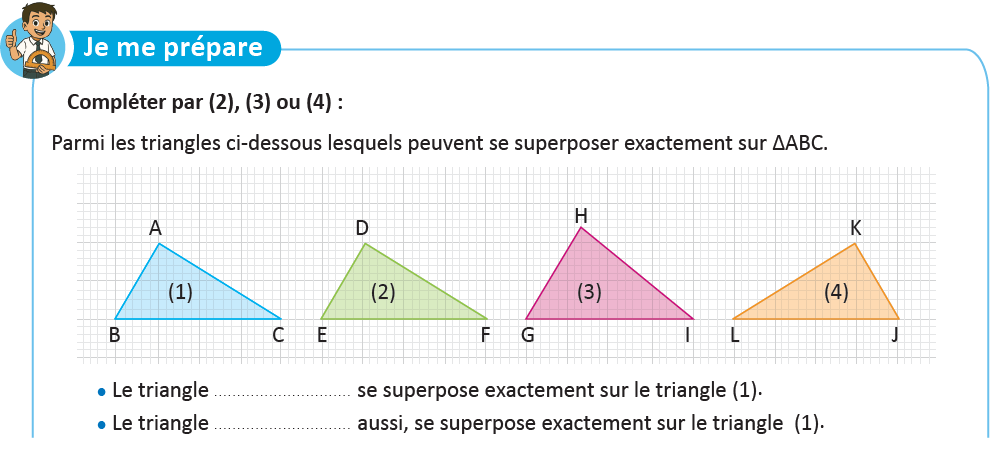 Je me prépare
Compléter par (2), (3) ou (4) :
Parmi les triangles ci-dessous lesquels peuvent se superposer exactement sur ΔABC.
A D H K
(1) (2) (3) (4)
B C E F G I L J
• Le triangle ............................. se superpose exactement sur le triangle (1).
• Le triangle ............................. aussi, se superpose exactement sur le triangle (1).